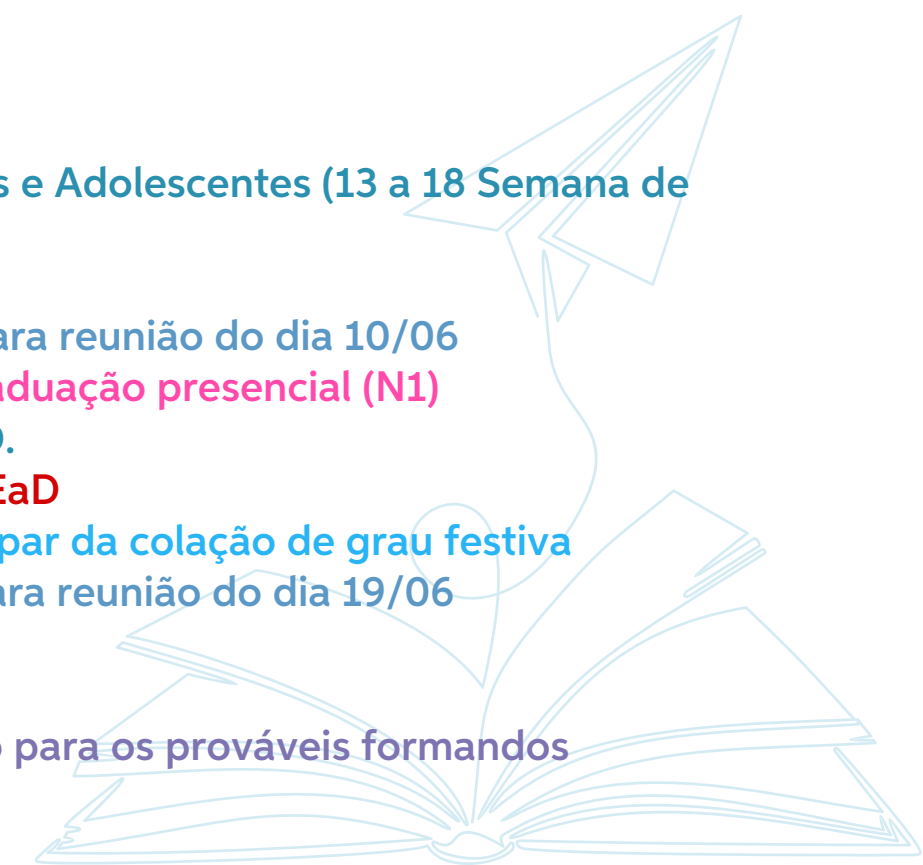 s e Adolescentes (13 a 18 Semana de
ara reunião do dia 10/06
aduação presencial (N1)
.
EaD
par da colação de grau festiva
ara reunião do dia 19/06
para os prováveis formandos